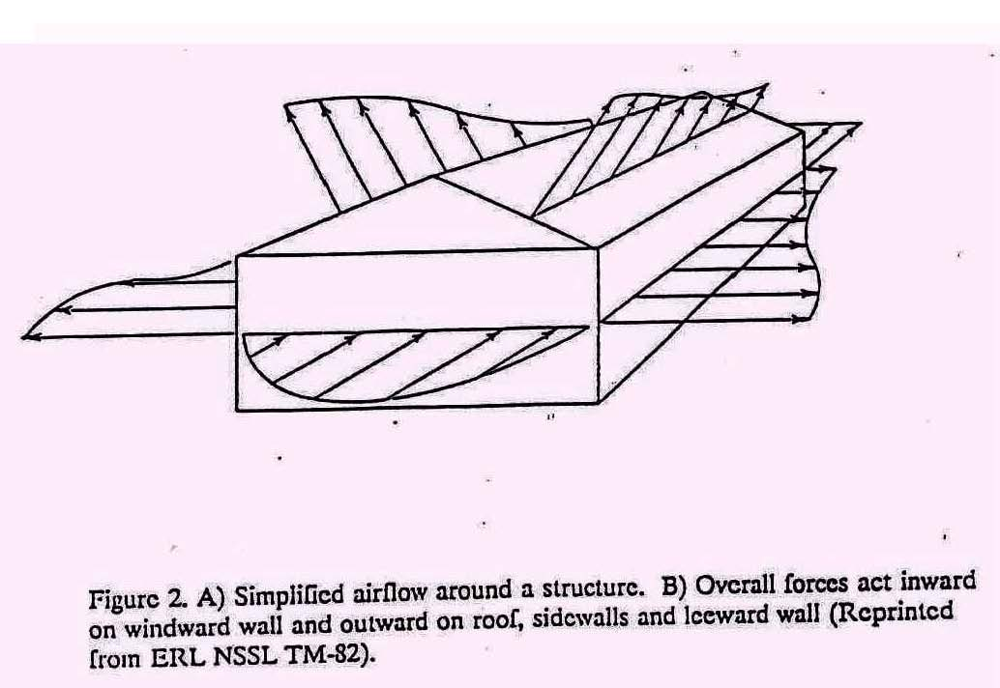 Figure 2. A) Simplified airflow around a structure. B) Overall forces act inward
on windward wall and outward on roof, sidewalls and leeward wall (Reprinted
from ERL NSSL TM-82).